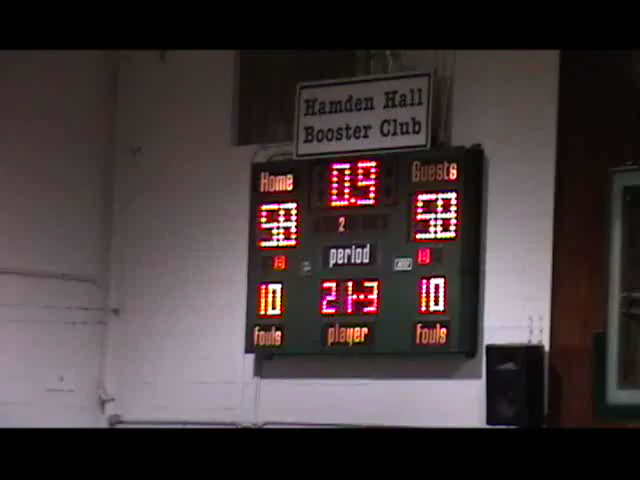 Hamden Hall
Booster Club
Home 0.9 Guests
58 2 58
period
10 21-3 10
fouls player fouls